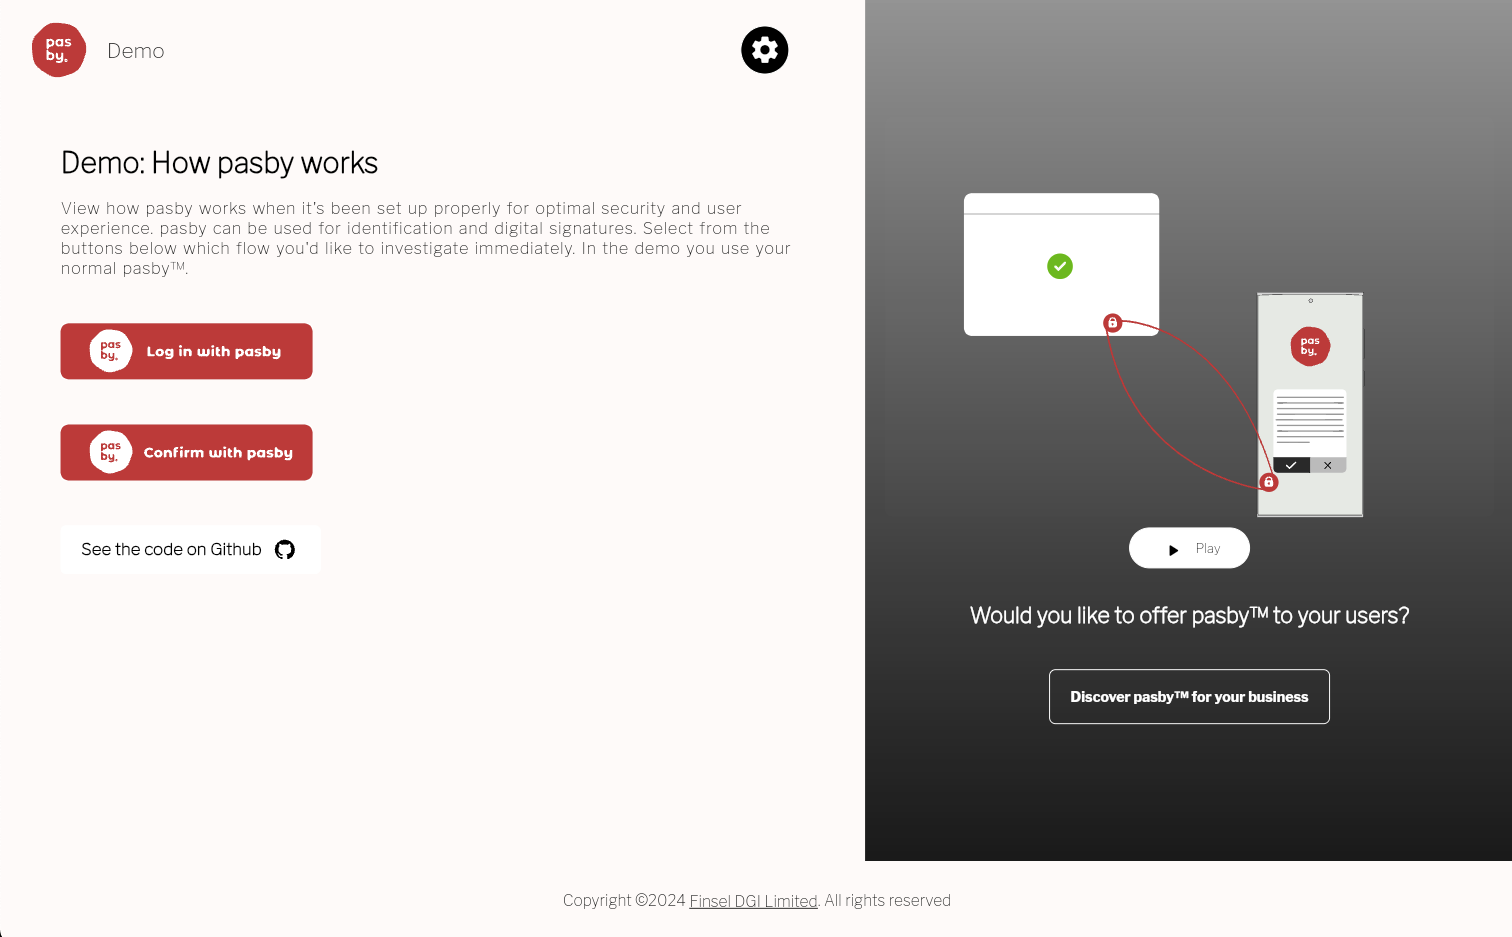 pas
by.
Demo
Demo: How pasby works
View how pasby works when it's been set up properly for optimal security and user
experience. pasby can be used for identification and digital signatures. Select from the
buttons below which flow you'd like to investigate immediately. In the demo you use your
normal pasby™.
pas
by.
Log in with pasby
pas
by.
Confirm with pasby
See the code on Github
pas
by.
Play
Would you like to offer pasby™ to your users?
Discover pasby™ for your business
Copyright ©2024 Finsel DGI Limited. All rights reserved